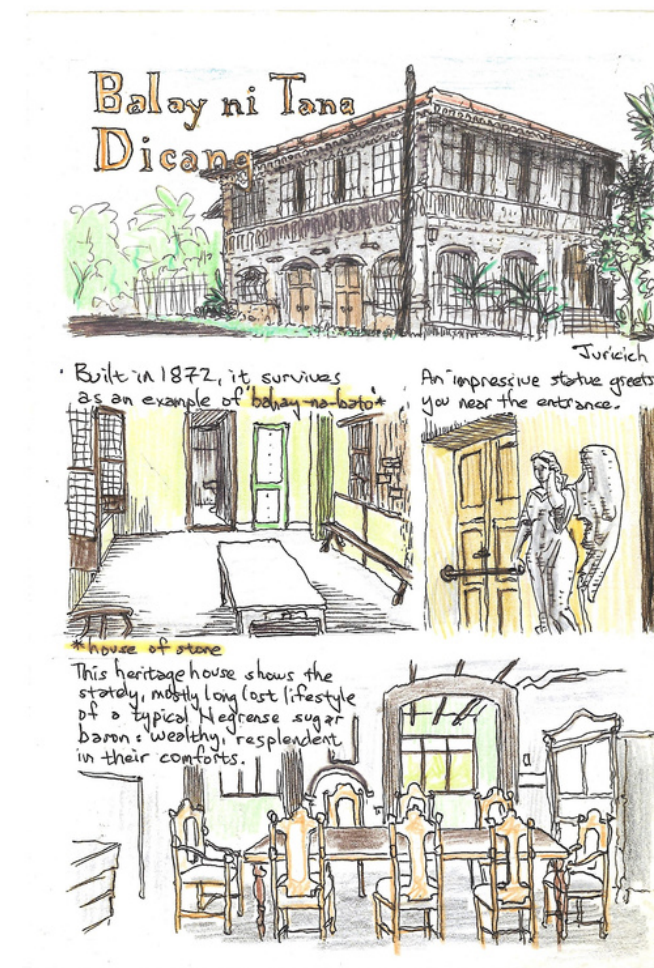 Balay ni Tana
Dicang
Juricich
Built in 1872, it survives
as an example of "bahay-na-bato"*
An impressive statue greets
you near the entrance.
*house of stone
This heritage house shows the
stately, mostly long lost lifestyle
of a typical Negrense sugar
baron: wealthy, resplendent
in their comforts.